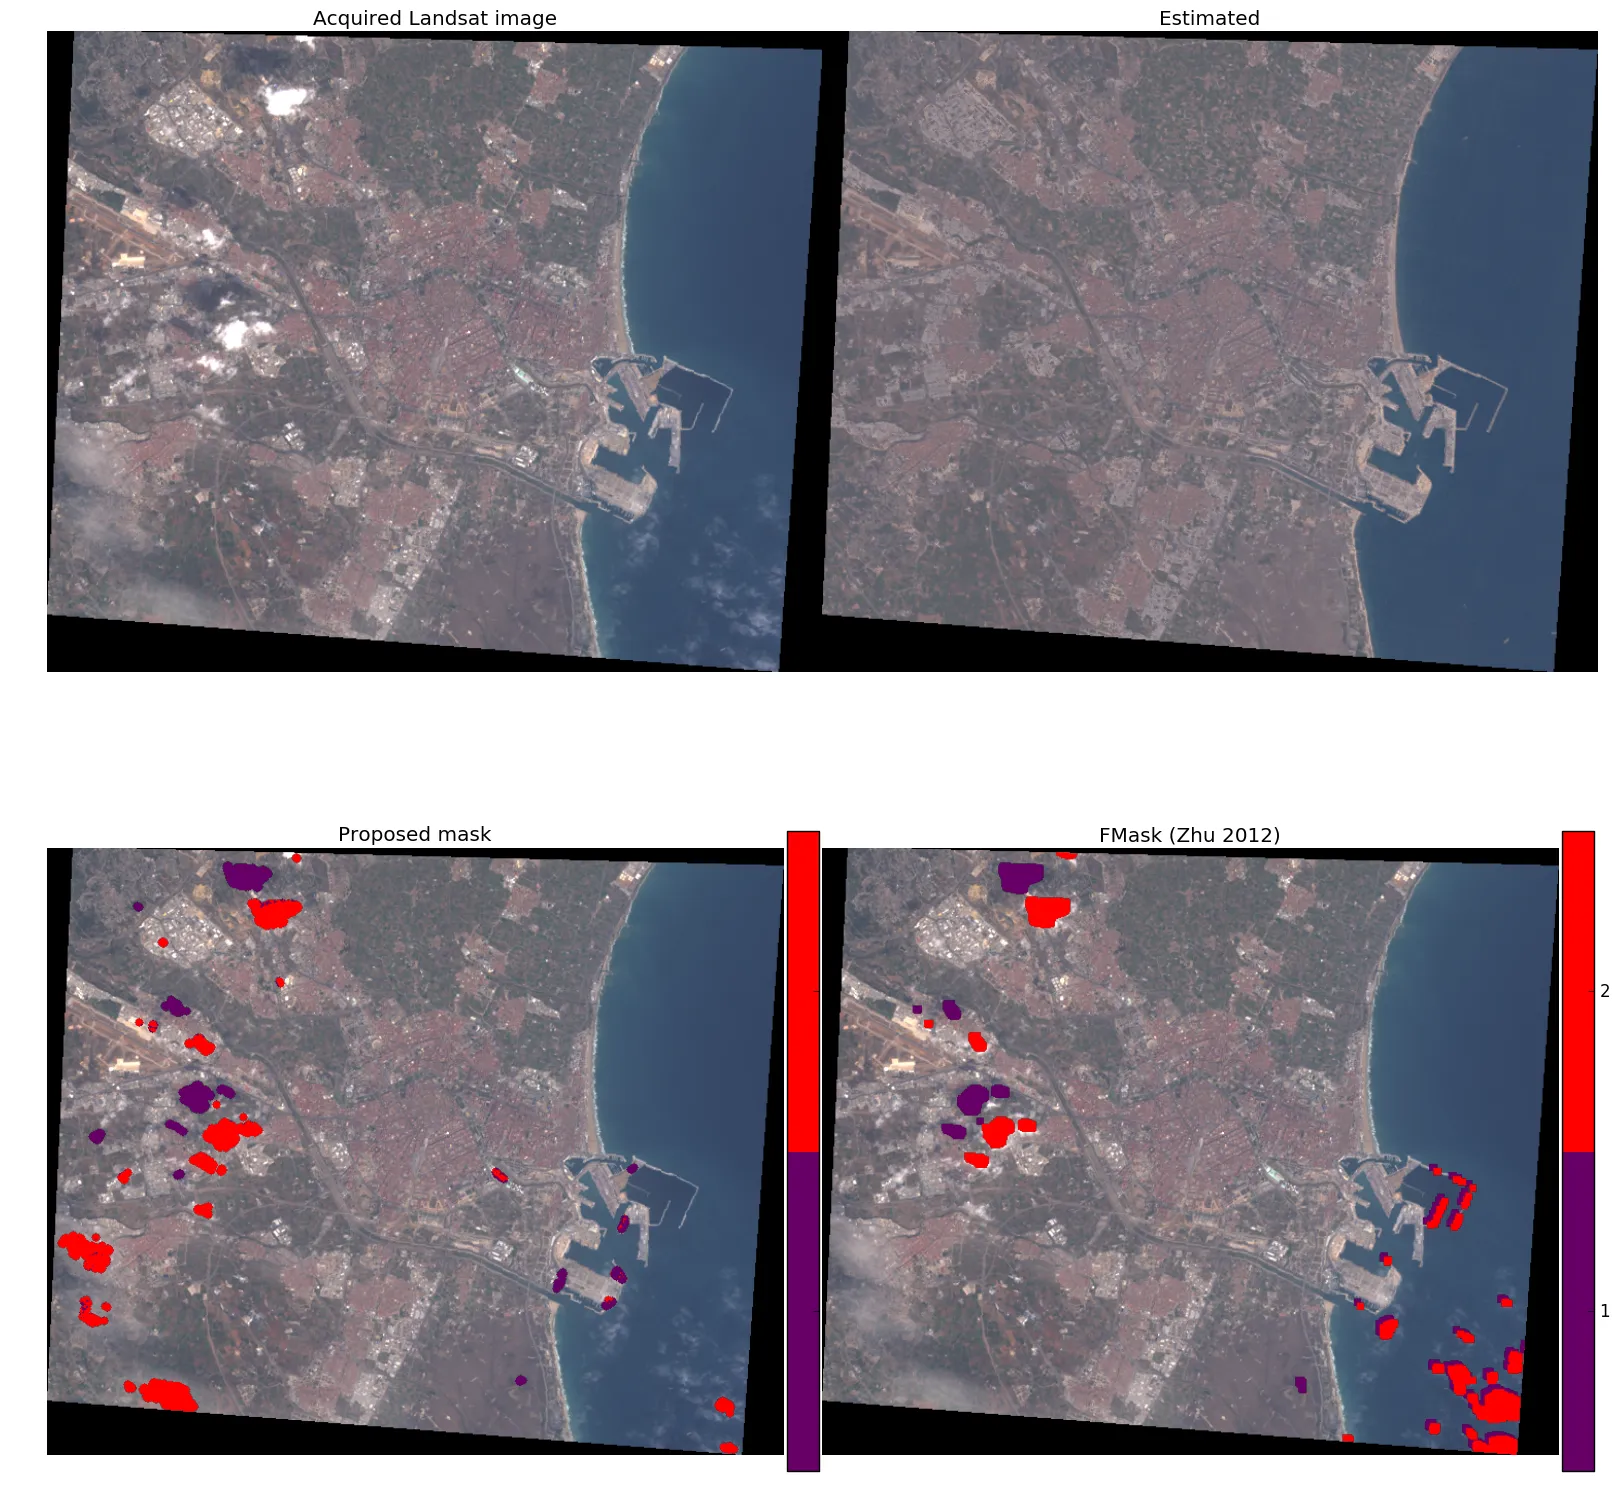 Acquired Landsat image
Estimated
Proposed mask
FMask (Zhu 2012)
2
1